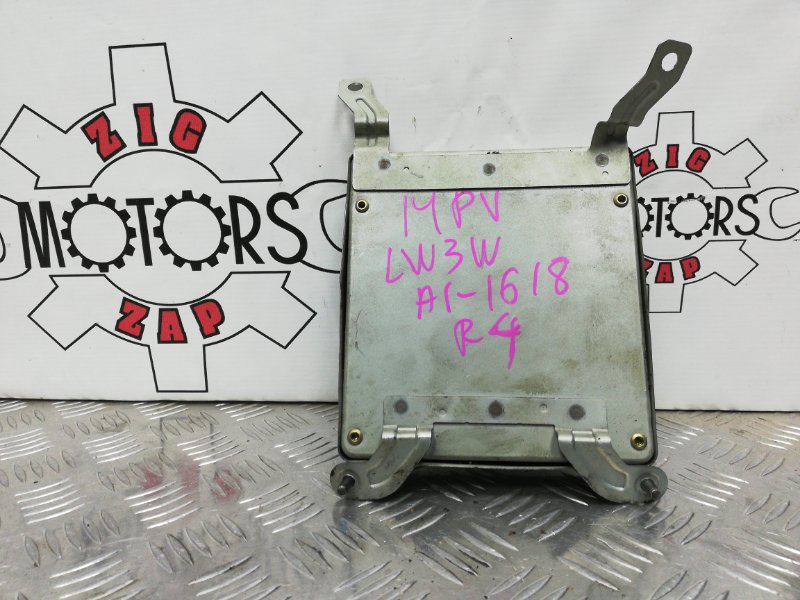 ZIG
MOTORS
ZAP
MPV
LW3W
A1-1618
R4
ZIG
MOTORS
ZAP